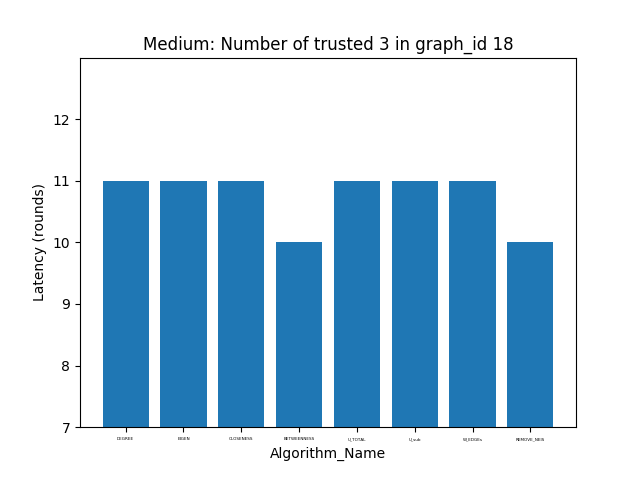 Medium: Number of trusted 3 in graph_id 18
Latency (rounds)
12
11
10
9
8
7
DEGREE EIGEN CLOSENESS BETWEENNESS U_TOTAL U_sub W_EDGEs REMOVE_NEIS
Algorithm_Name